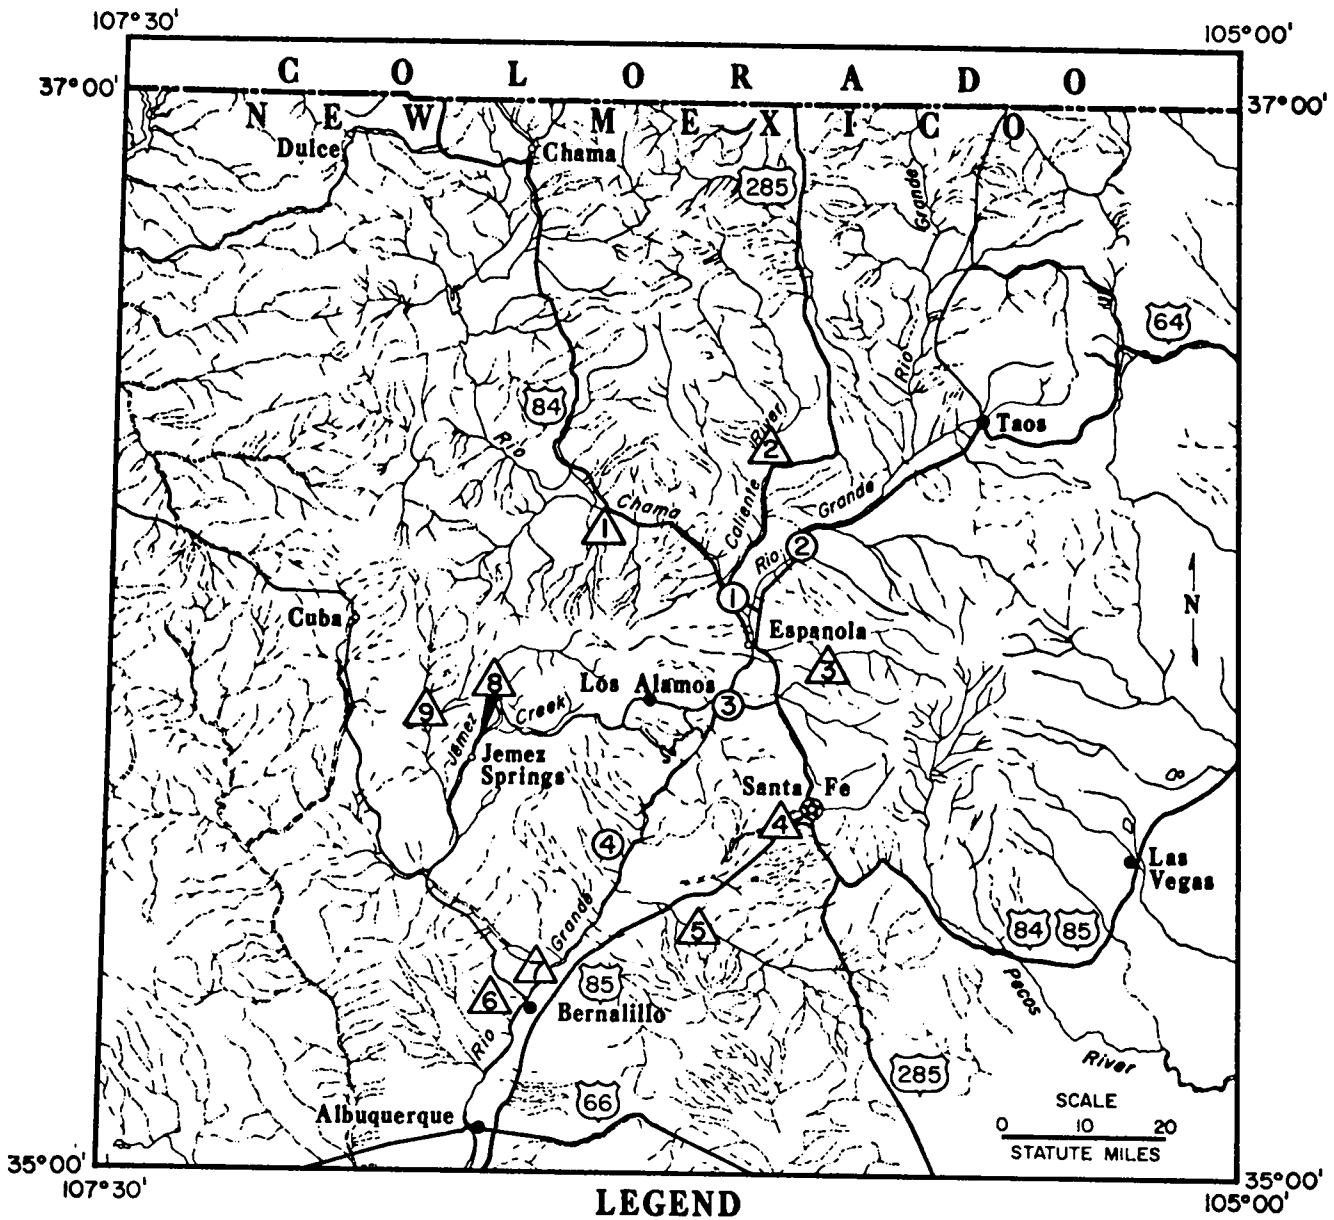 107°30'
105°00'
37°00'
COLORADO
37°00'
NEW MEXICO
Dulce
Chama
285
Rio Grande
64
84
River
2
Taos
Rio
Chama
Caliente
Rio Grande
1
2
1
N
Cuba
Espanola
3
8
Los Alamos
9
3
Jemez
Creek
Jemez
Springs
Santa Fe
4
4
Las
Vegas
Rio Grande
5
84
85
7
85
6
Bernalillo
Pecos River
285
66
SCALE
Albuquerque
0 10 20
STATUTE MILES
35°00'
35°00'
107°30'
105°00'
LEGEND